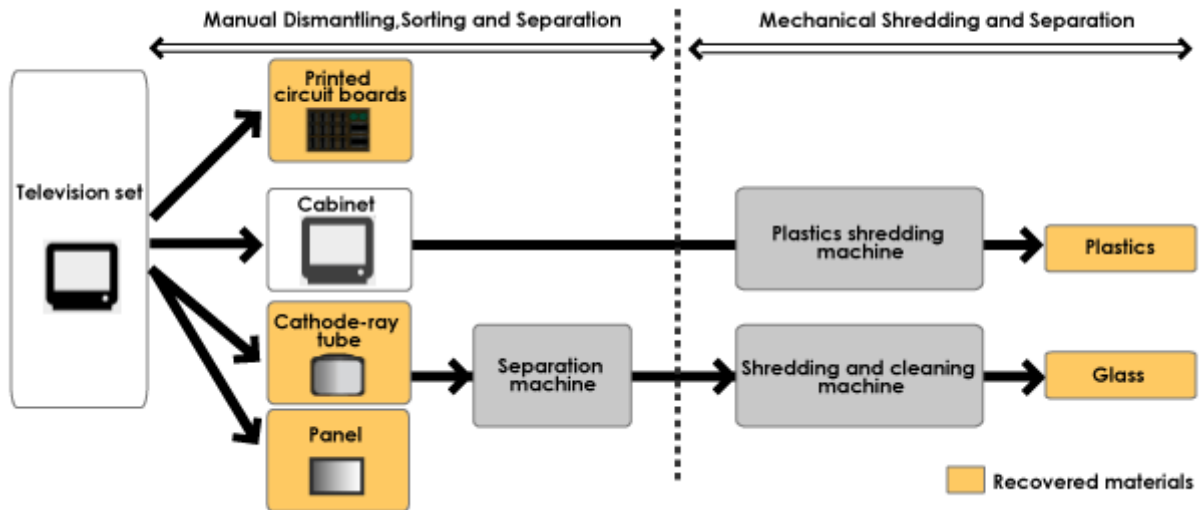 Manual Dismantling,Sorting and Separation
Mechanical Shredding and Separation
Television set
Printed
circuit boards
Cabinet
Plastics shredding
machine
Plastics
Cathode-ray
tube
Separation
machine
Shredding and cleaning
machine
Glass
Panel
Recovered materials